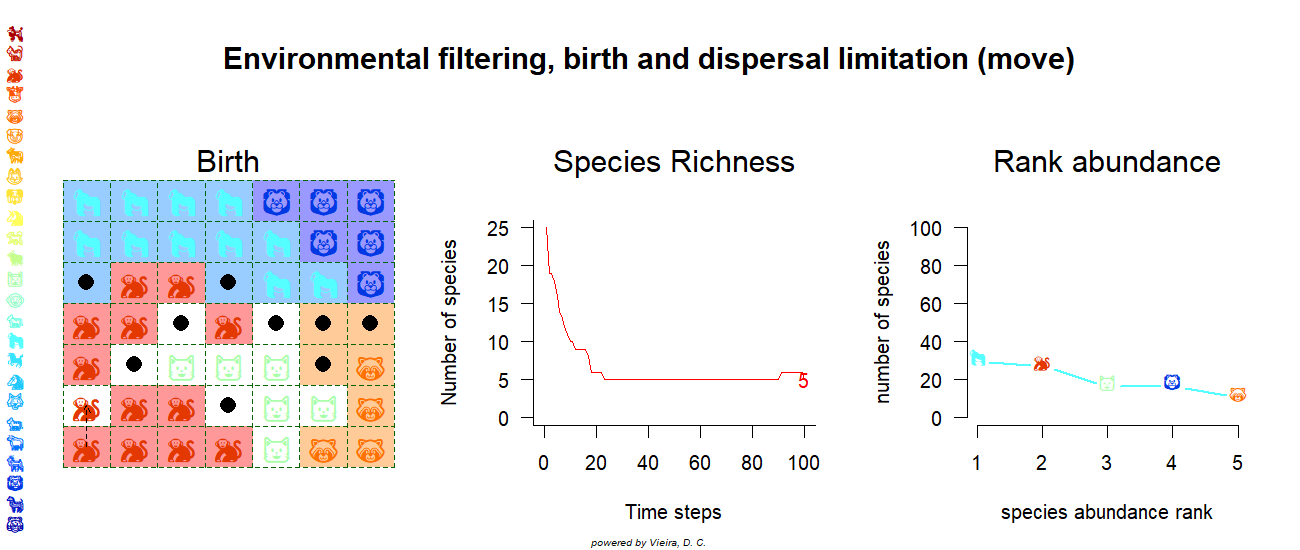 Environmental filtering, birth and dispersal limitation (move)
Birth
Species Richness
Rank abundance
Number of species
25
20
15
10
5
0
5
0 20 40 60 80 100
Time steps
number of species
100
80
60
40
20
0
1 2 3 4 5
species abundance rank
powered by Vieira, D. C.